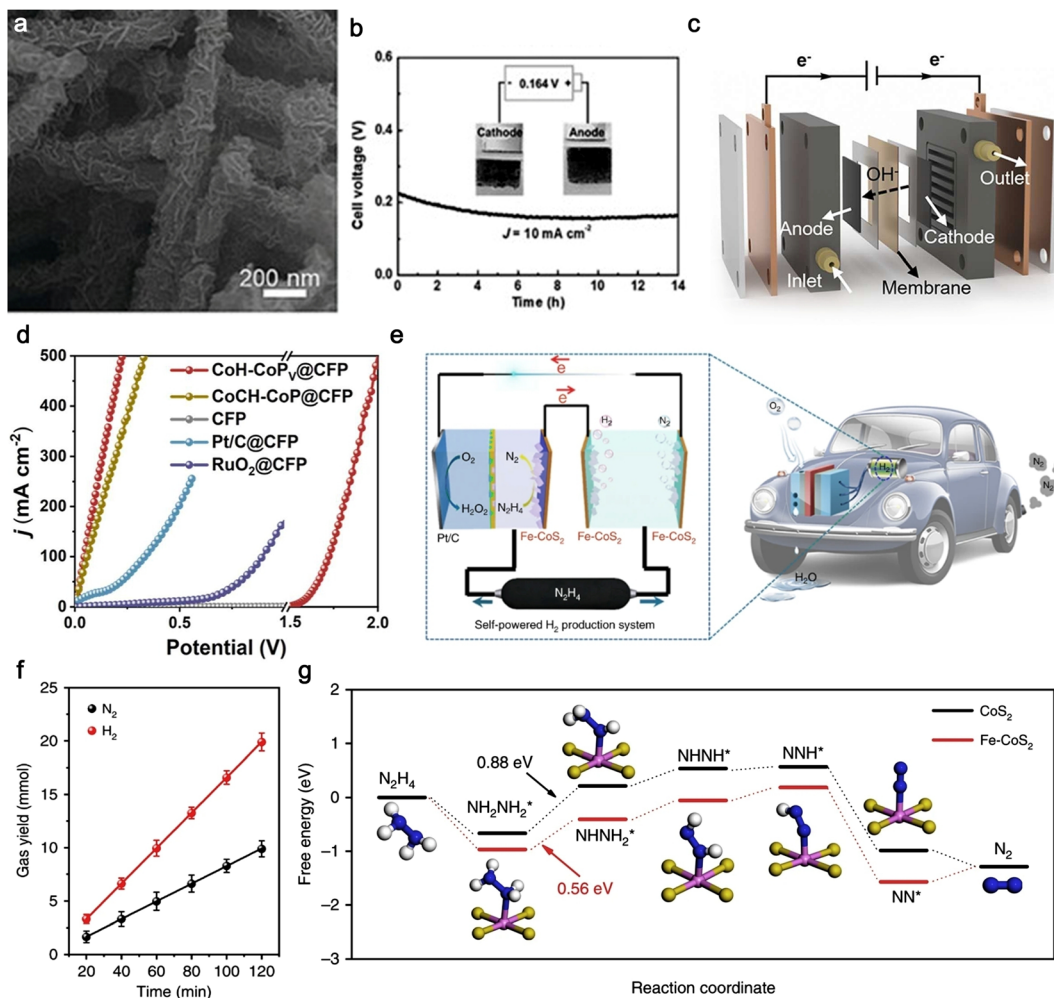 a
200 nm
b
0.6
0.4
0.2
0.0
Cell voltage (V)
- 0.164 V +
Cathode
Anode
J = 10 mA cm-2
0 2 4 6 8 10 12 14
Time (h)
c
e-
e-
OH-
Outlet
Anode
Cathode
Inlet
Membrane
d
500
400
300
200
100
0
j (mA cm-2)
CoH-CoPV@CFP
CoCH-CoP@CFP
CFP
Pt/C@CFP
RuO2@CFP
0.0 0.5 1.5 2.0
Potential (V)
e
e
e
H2
N2
O2
N2
H2O2
N2H4
Pt/C
Fe-CoS2
Fe-CoS2
Fe-CoS2
N2H4
Self-powered H2 production system
O2
H2
N2
N2
H2O
f
25
20
15
10
5
0
Gas yield (mmol)
N2
H2
20 40 60 80 100 120
Time (min)
g
2
1
0
−1
−2
−3
Free energy (eV)
CoS2
Fe-CoS2
N2H4
NH2NH2*
0.88 eV
0.56 eV
NHNH2*
NHNH*
NNH*
NN*
N2
Reaction coordinate